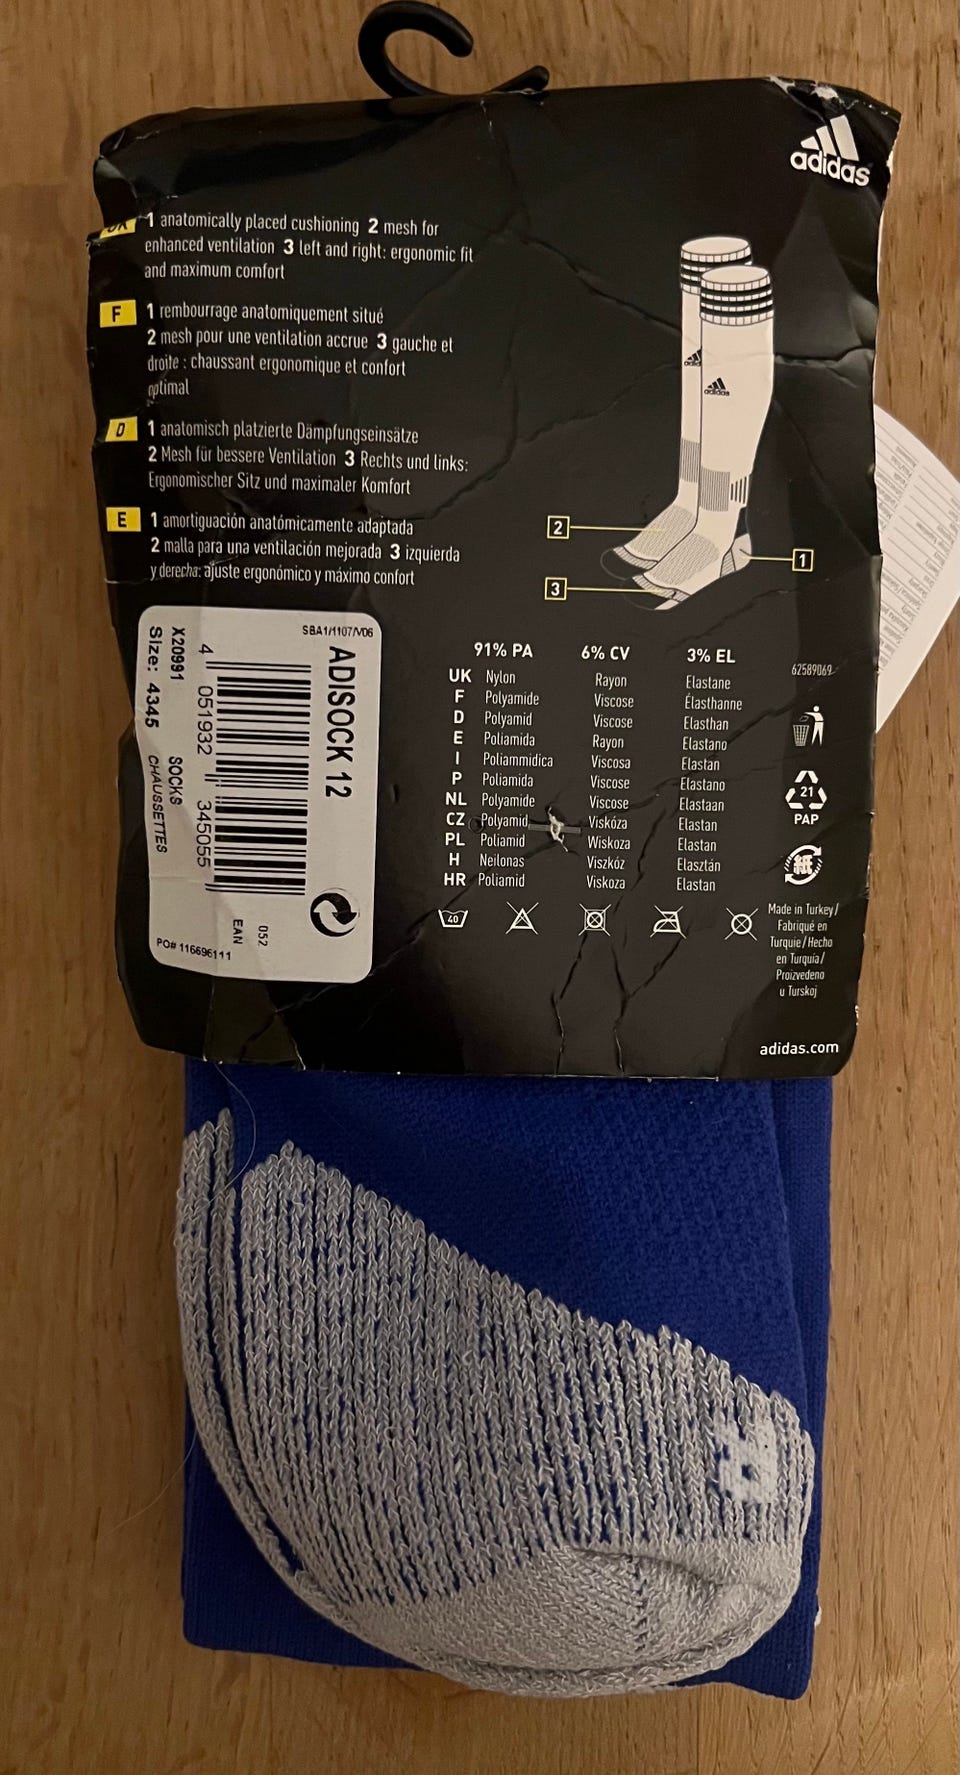 adidas
UK 1 anatomically placed cushioning 2 mesh for
enhanced ventilation 3 left and right: ergonomic fit
and maximum comfort
F 1 rembourrage anatomiquement situé
2 mesh pour une ventilation accrue 3 gauche et
droite : chaussant ergonomique et confort
optimal
D 1 anatomisch platzierte Dämpfungseinsätze
2 Mesh für bessere Ventilation 3 Rechts und links:
Ergonomischer Sitz und maximaler Komfort
E 1 amortiguación anatómicamente adaptada
2 malla para una ventilación mejorada 3 izquierda
y derecha: ajuste ergonómico y máximo confort
adidas
adidas
2
1
3
SBA1/1107/V06
ADISOCK 12
4 051932 345055
X20991 SOCKS
Size: 4345 CHAUSSETTES
052
EAN
PO# 116696111
91% PA 6% CV 3% EL
UK Nylon Rayon Elastane
F Polyamide Viscose Élasthanne
D Polyamid Viscose Elasthan
E Poliamida Rayon Elastano
I Poliammidica Viscosa Elastan
P Poliamida Viscose Elastano
NL Polyamide Viscose Elastaan
CZ Polyamid Viskóza Elastan
PL Poliamid Wiskoza Elastan
H Neilonas Viszkóz Elasztán
HR Poliamid Viskoza Elastan
40
62589069
21
PAP
紙
Made in Turkey/
Fabriqué en
Turquie/Hecho
en Turquía/
Proizvedeno
u Turskoj
adidas.com